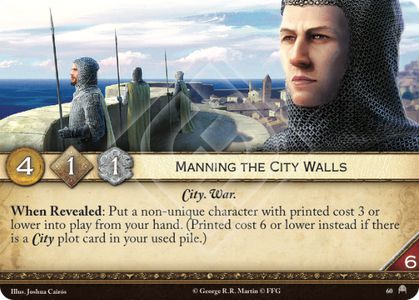 4 1 1 MANNING THE CITY WALLS
City. War.
When Revealed: Put a non-unique character with printed cost 3 or
lower into play from your hand. (Printed cost 6 or lower instead if there
is a City plot card in your used pile.)
6
Illus. Joshua Cairós © George R.R. Martin © FFG 60